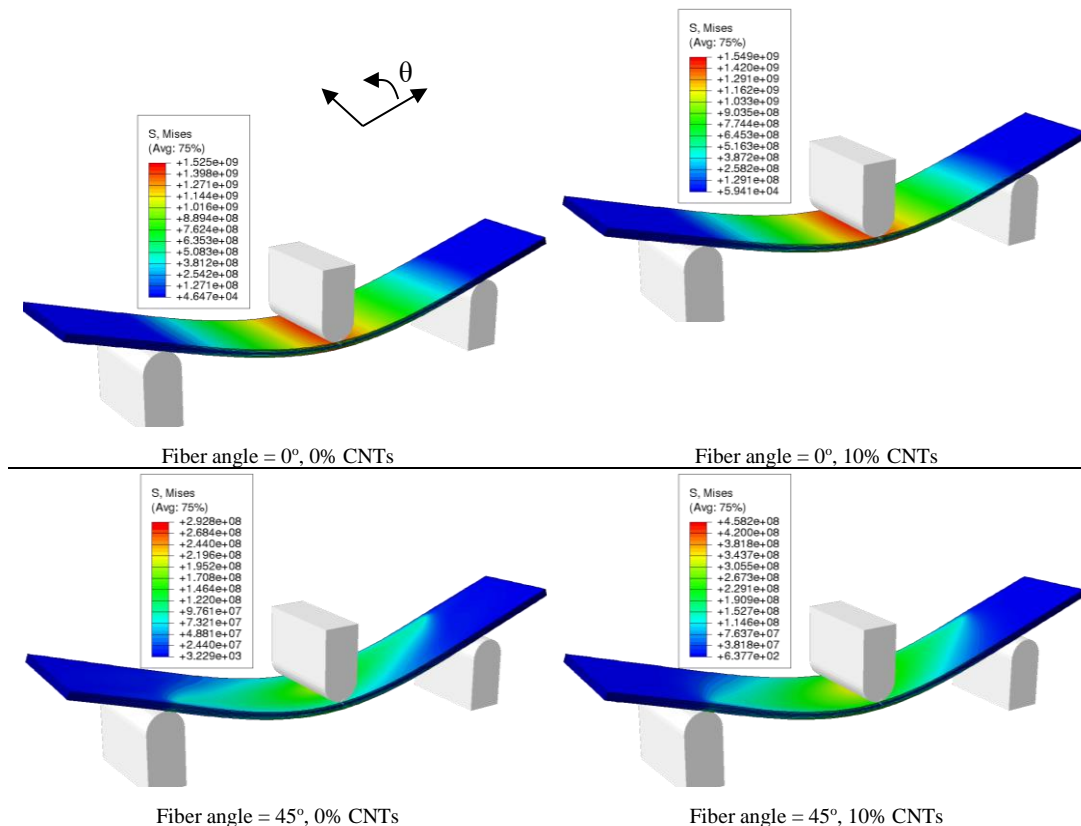 θ
S, Mises
(Avg: 75%)
+1.525e+09
+1.398e+09
+1.271e+09
+1.144e+09
+1.016e+09
+8.894e+08
+7.624e+08
+6.353e+08
+5.083e+08
+3.812e+08
+2.542e+08
+1.271e+08
+4.647e+04
Fiber angle = 0º, 0% CNTs
S, Mises
(Avg: 75%)
+1.549e+09
+1.420e+09
+1.291e+09
+1.162e+09
+1.033e+09
+9.035e+08
+7.744e+08
+6.453e+08
+5.163e+08
+3.872e+08
+2.582e+08
+1.291e+08
+5.941e+04
Fiber angle = 0º, 10% CNTs
S, Mises
(Avg: 75%)
+2.928e+08
+2.684e+08
+2.440e+08
+2.196e+08
+1.952e+08
+1.708e+08
+1.464e+08
+1.220e+08
+9.761e+07
+7.321e+07
+4.881e+07
+2.440e+07
+3.229e+03
Fiber angle = 45º, 0% CNTs
S, Mises
(Avg: 75%)
+4.582e+08
+4.200e+08
+3.818e+08
+3.437e+08
+3.055e+08
+2.673e+08
+2.291e+08
+1.909e+08
+1.527e+08
+1.146e+08
+7.637e+07
+3.818e+07
+6.377e+02
Fiber angle = 45º, 10% CNTs